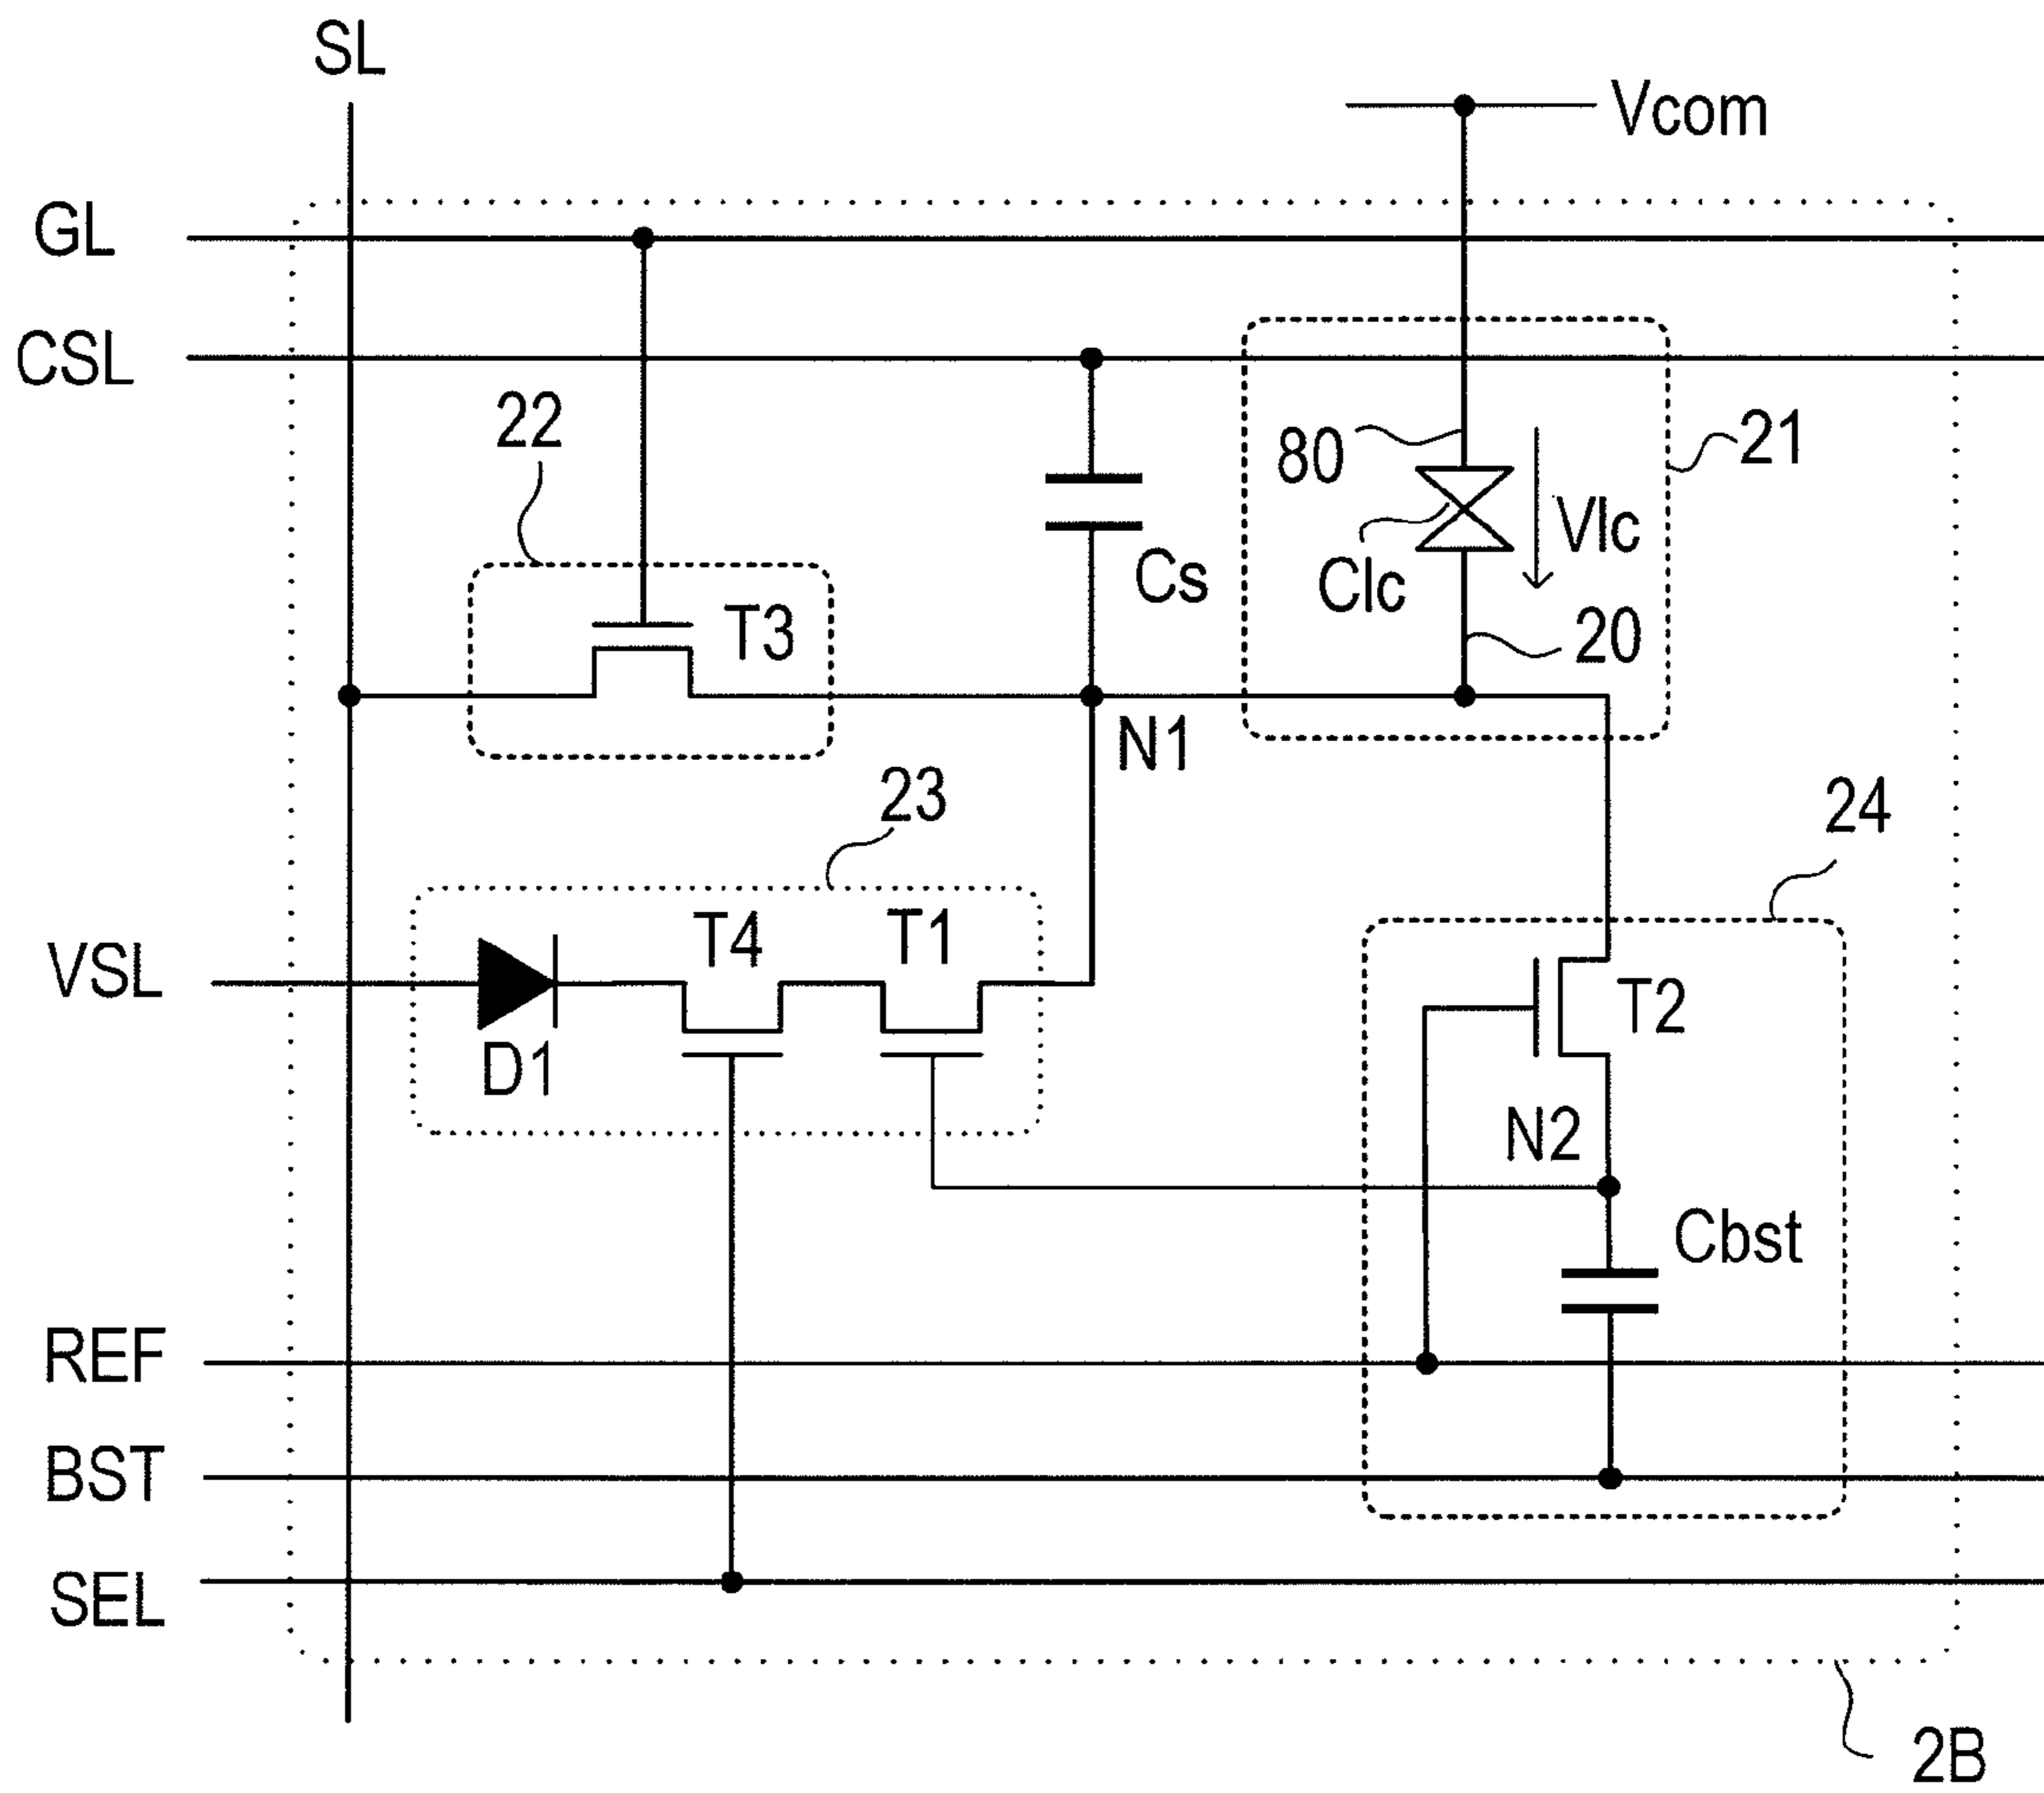 SL
Vcom
GL
CSL
22
80
21
Vlc
Cs
Clc
T3
20
N1
23
24
T4
T1
VSL
T2
D1
N2
Cbst
REF
BST
SEL
2B